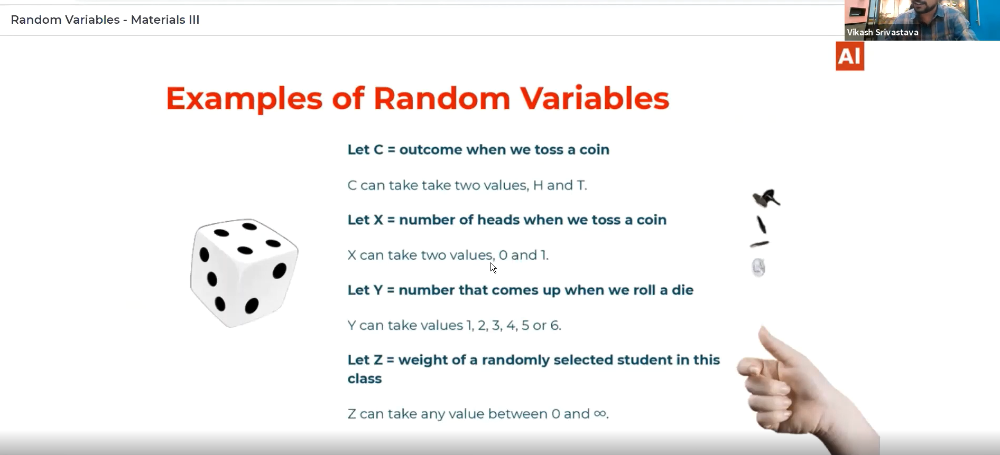 Random Variables - Materials III
Vikash Srivastava
AI
Examples of Random Variables
Let C = outcome when we toss a coin
C can take take two values, H and T.
Let X = number of heads when we toss a coin
X can take two values, 0 and 1.
Let Y = number that comes up when we roll a die
Y can take values 1, 2, 3, 4, 5 or 6.
Let Z = weight of a randomly selected student in this
class
Z can take any value between 0 and ∞.